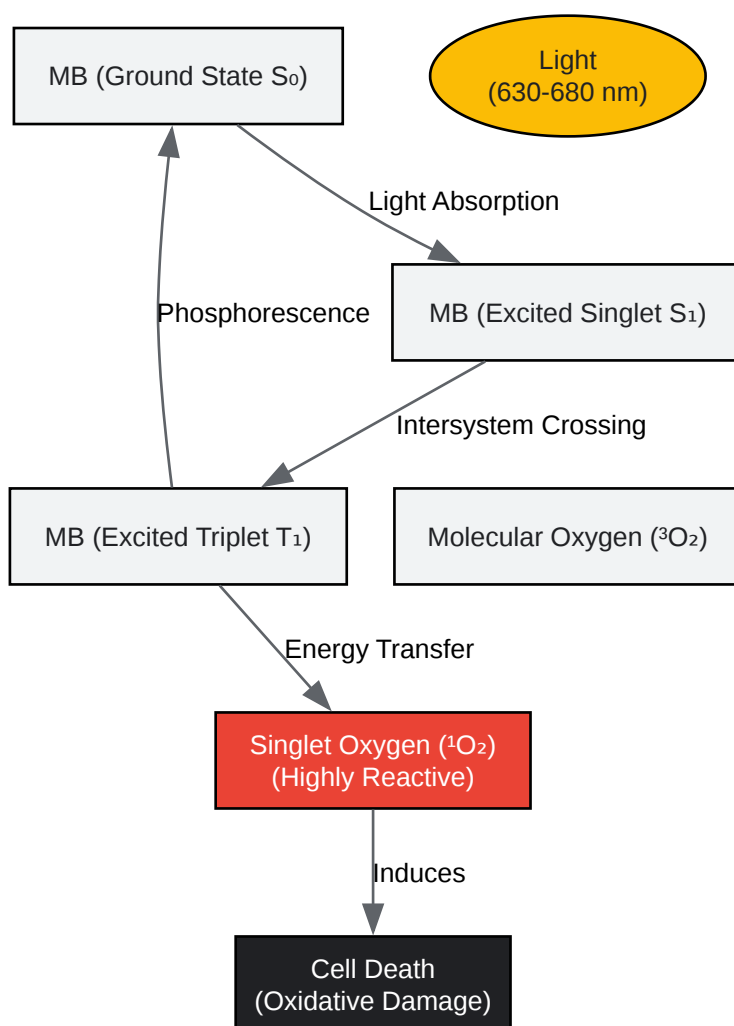 MB (Ground State S₀)
Light
(630-680 nm)
Light Absorption
MB (Excited Singlet S₁)
Phosphorescence
Intersystem Crossing
MB (Excited Triplet T₁)
Molecular Oxygen (³O₂)
Energy Transfer
Singlet Oxygen (¹O₂)
(Highly Reactive)
Induces
Cell Death
(Oxidative Damage)